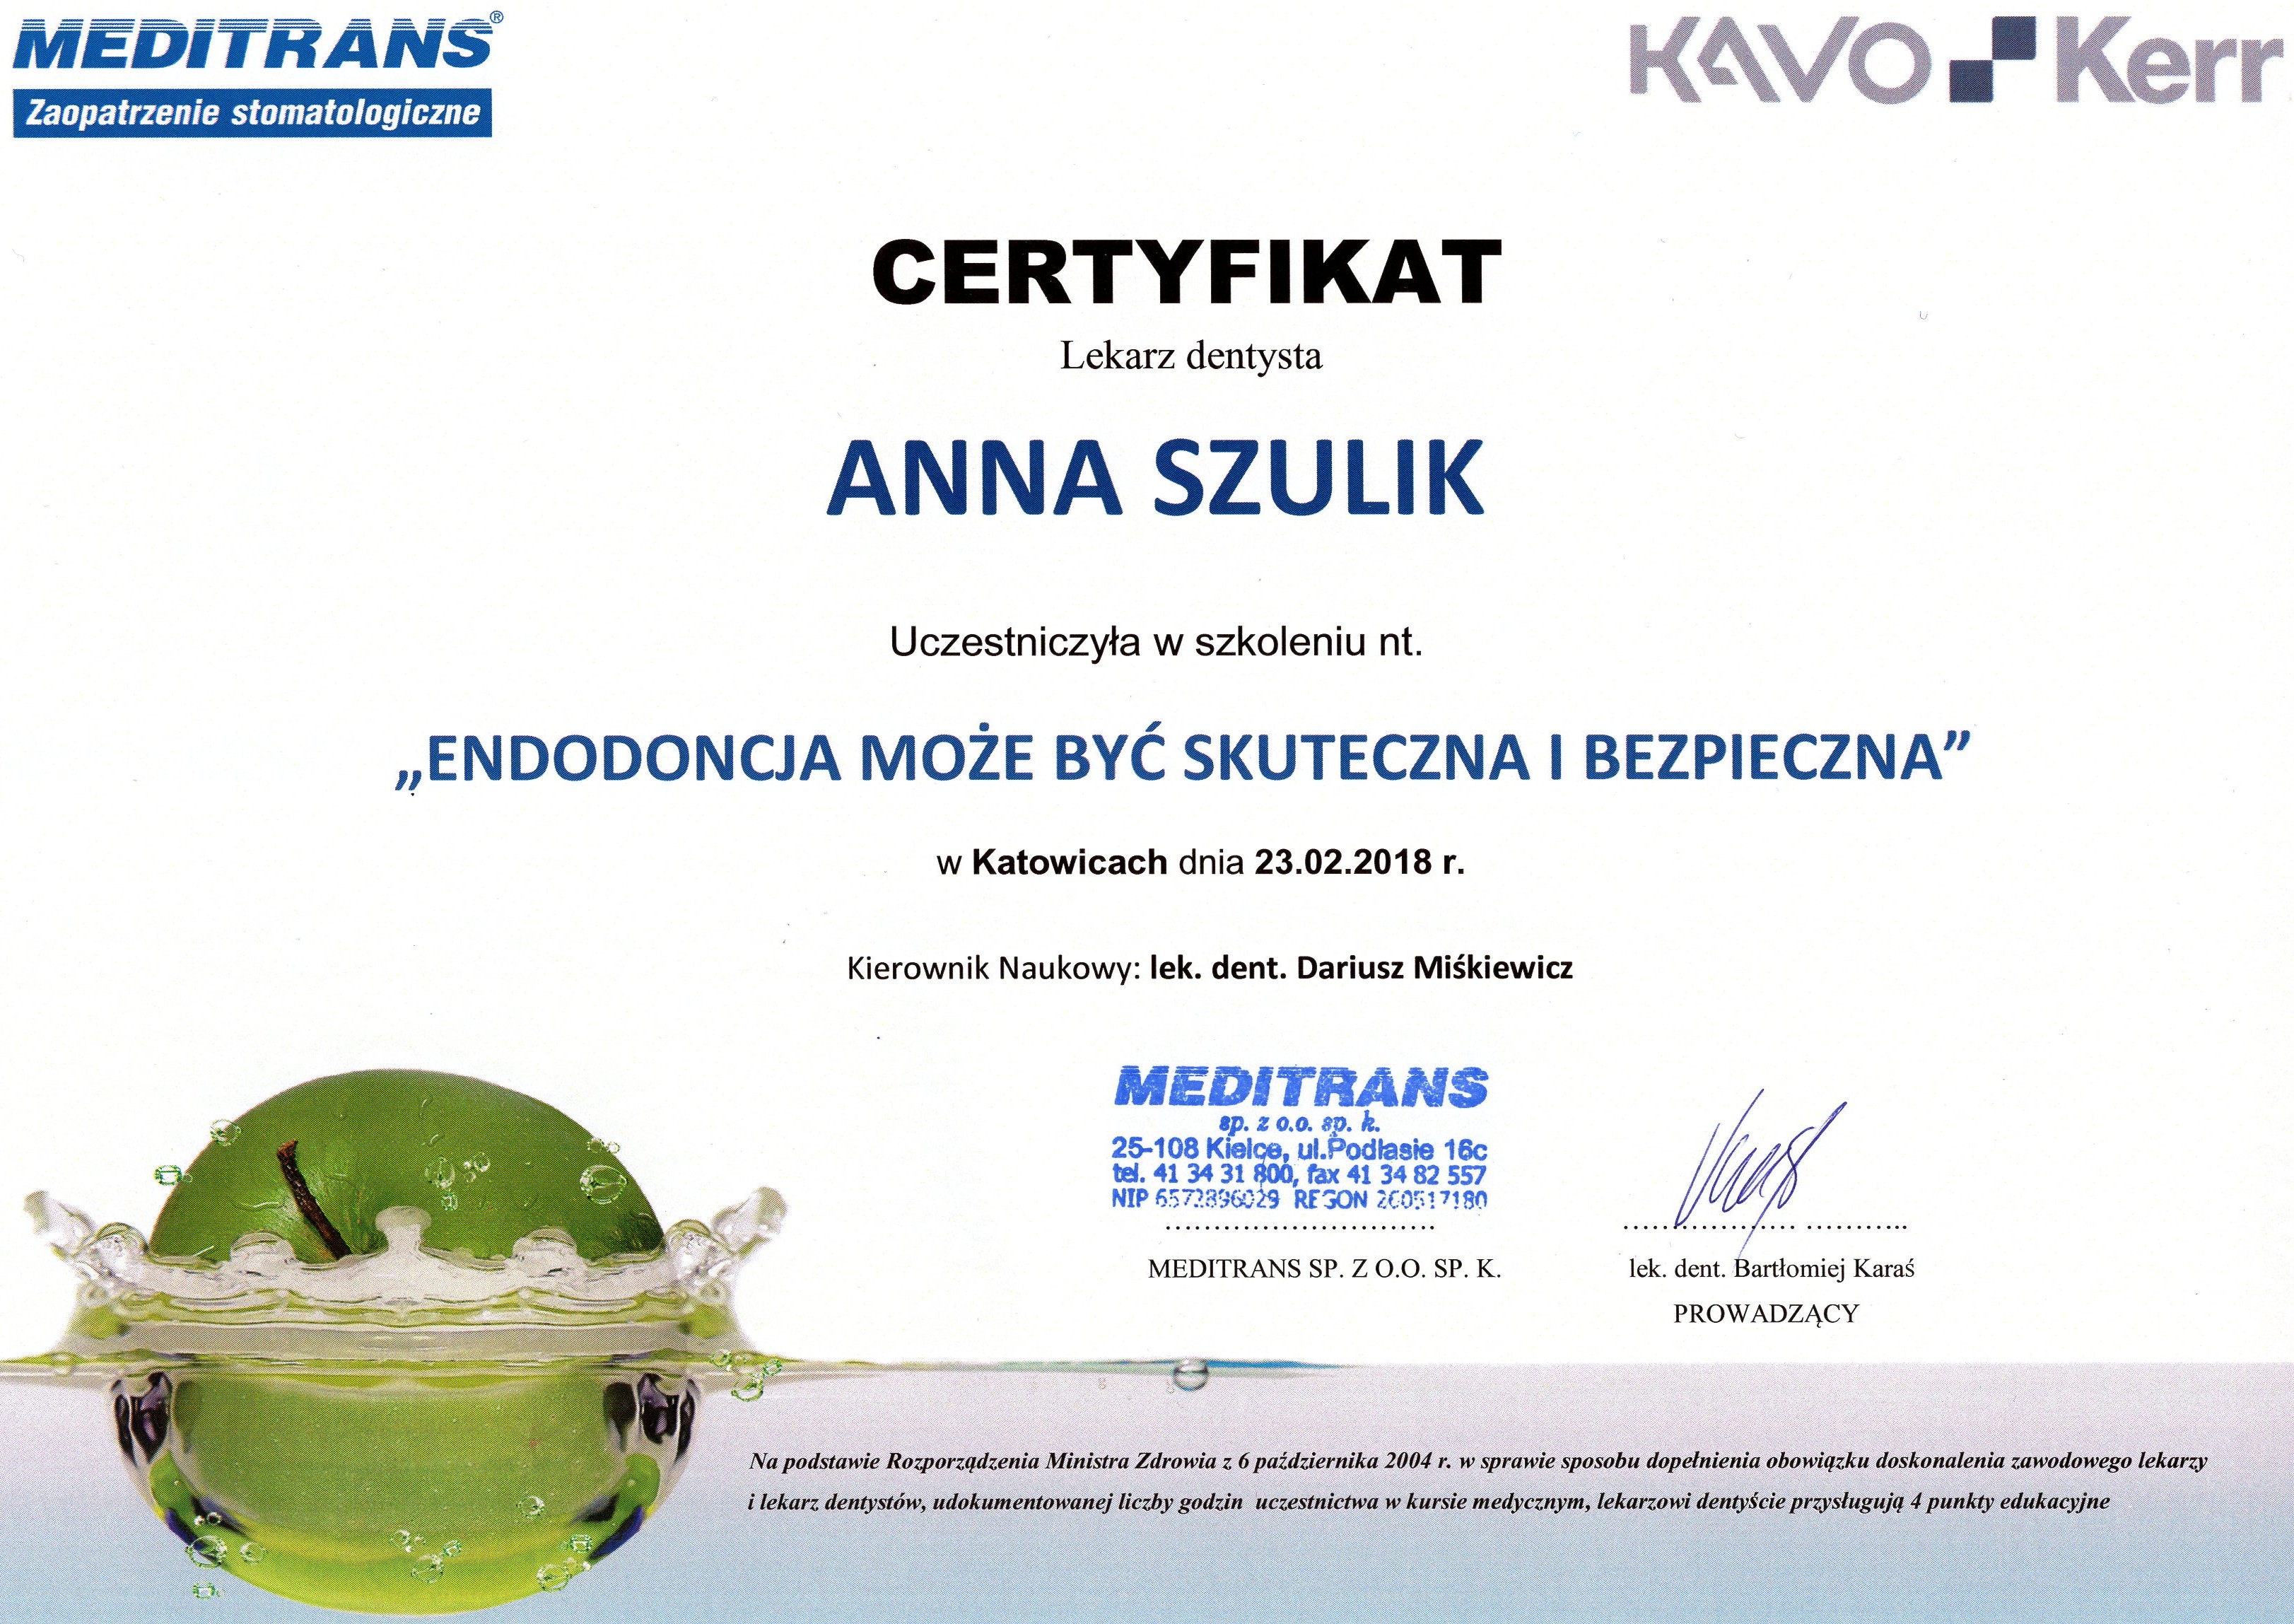 MEDITRANS®
Zaopatrzenie stomatologiczne
KAVO Kerr
CERTYFIKAT
Lekarz dentysta
ANNA SZULIK
Uczestniczyła w szkoleniu nt.
„ENDODONCJA MOŻE BYĆ SKUTECZNA I BEZPIECZNA”
w Katowicach dnia 23.02.2018 r.
Kierownik Naukowy: lek. dent. Dariusz Miśkiewicz
MEDITRANS
sp. z o.o. sp. k.
25-108 Kielce, ul.Podlasie 16c
tel. 41 34 31 800, fax 41 34 82 557
NIP 6572896029 REGON 260517180
MEDITRANS SP. Z O.O. SP. K.
Karaś
lek. dent. Bartłomiej Karaś
PROWADZĄCY
Na podstawie Rozporządzenia Ministra Zdrowia z 6 października 2004 r. w sprawie sposobu dopełnienia obowiązku doskonalenia zawodowego lekarzy
i lekarz dentystów, udokumentowanej liczby godzin uczestnictwa w kursie medycznym, lekarzowi dentyście przysługują 4 punkty edukacyjne